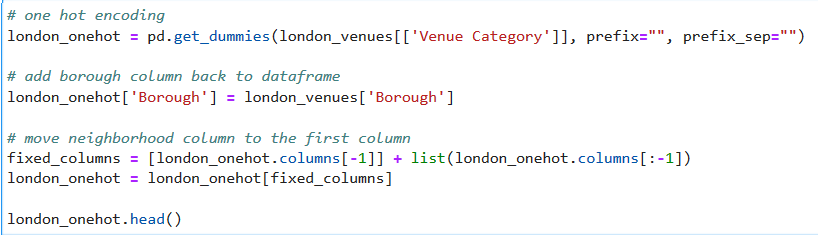 # one hot encoding
london_onehot = pd.get_dummies(london_venues[['Venue Category']], prefix="", prefix_sep="")
# add borough column back to dataframe
london_onehot['Borough'] = london_venues['Borough']
# move neighborhood column to the first column
fixed_columns = [london_onehot.columns[-1]] + list(london_onehot.columns[:-1])
london_onehot = london_onehot[fixed_columns]
london_onehot.head()